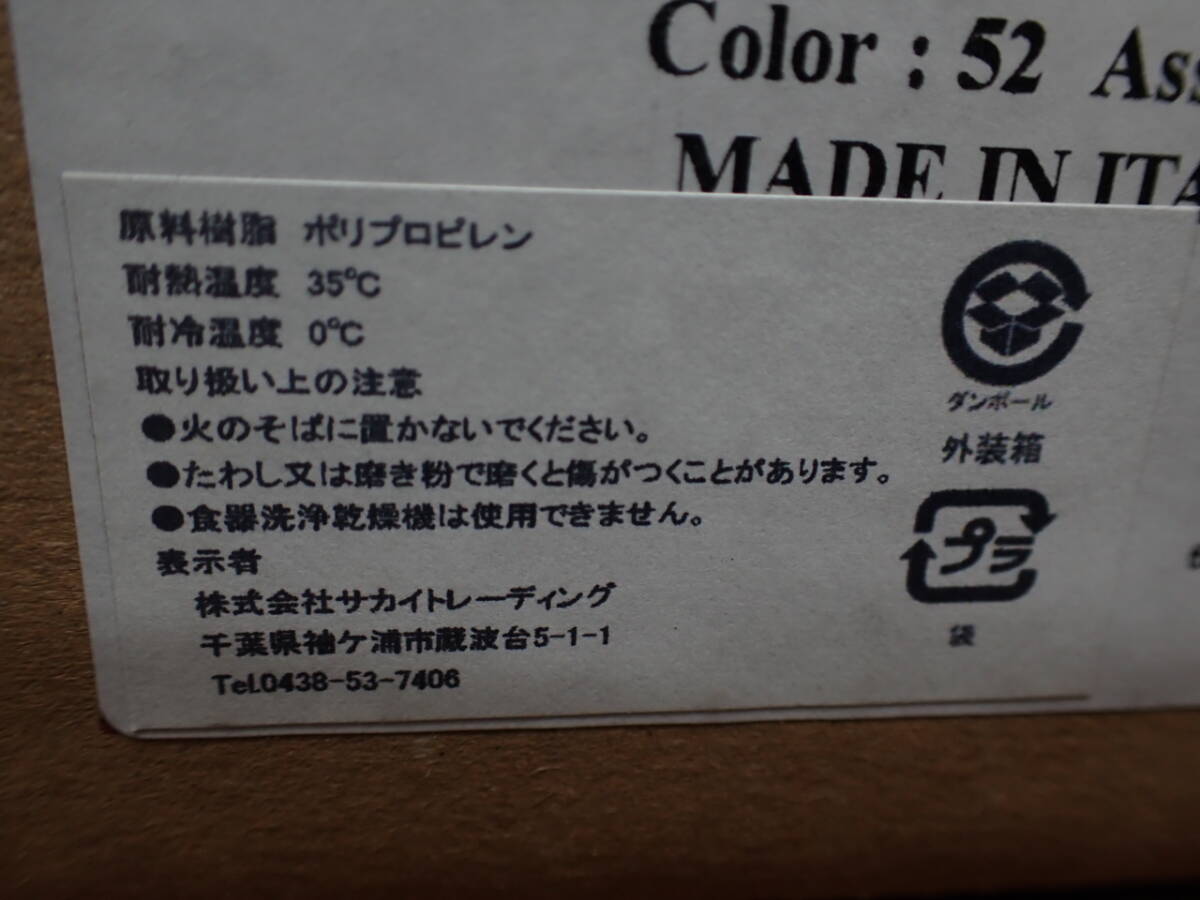 Color : 52 Ass
MADE IN ITA
原料樹脂 ポリプロピレン
耐熱温度 35℃
耐冷温度 0℃
取り扱い上の注意
●火のそばに置かないでください。
●たわし又は磨き粉で磨くと傷がつくことがあります。
●食器洗浄乾燥機は使用できません。
表示者
株式会社サカイトレーディング
千葉県袖ケ浦市蔵波台5-1-1
Tel.0438-53-7406
ダンボール
外装箱
プラ
袋